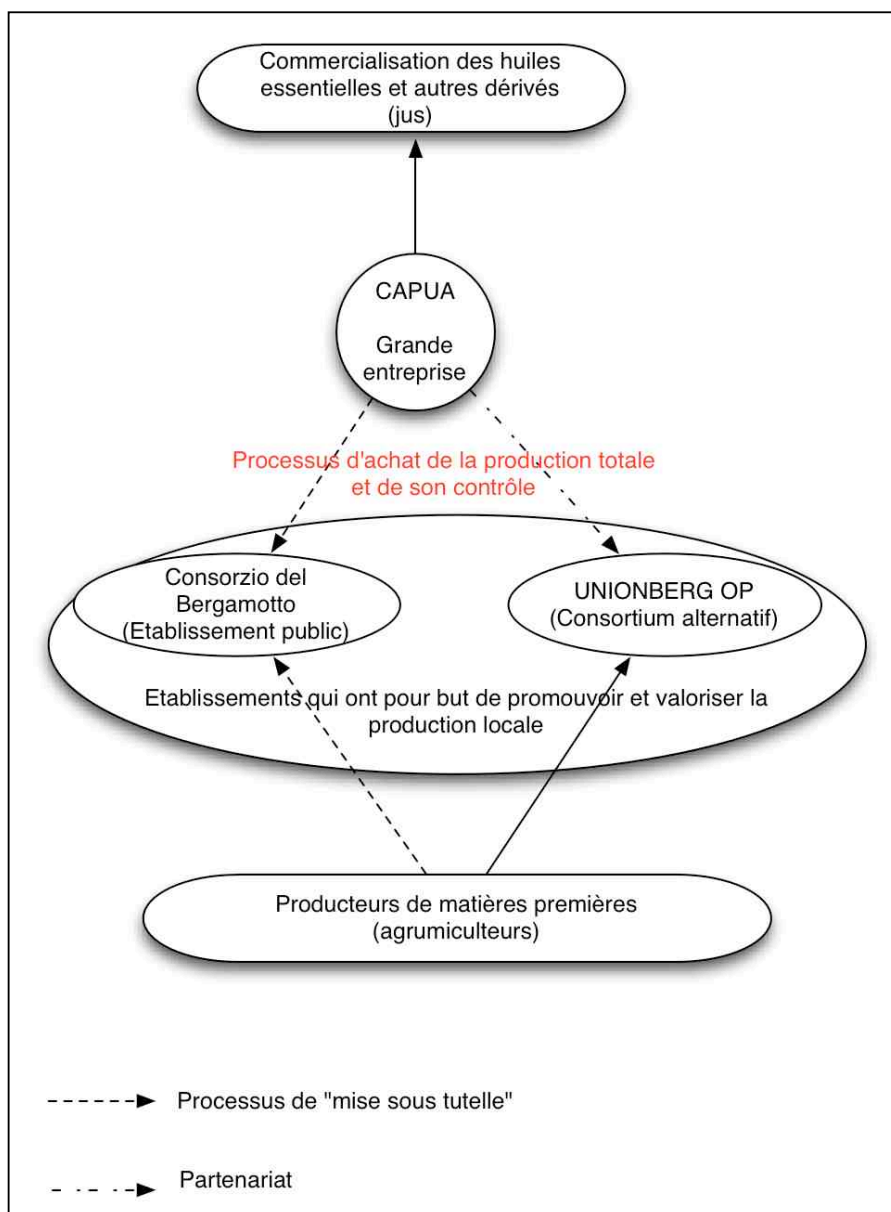 Commercialisation des huiles
essentielles et autres dérivés
(jus)
CAPUA
Grande
entreprise
Processus d'achat de la production totale
et de son contrôle
Consorzio del
Bergamotto
(Etablissement public)
UNIONBERG OP
(Consortium alternatif)
Etablissements qui ont pour but de promouvoir et valoriser la
production locale
Producteurs de matières premières
(agrumiculteurs)
Processus de "mise sous tutelle"
Partenariat